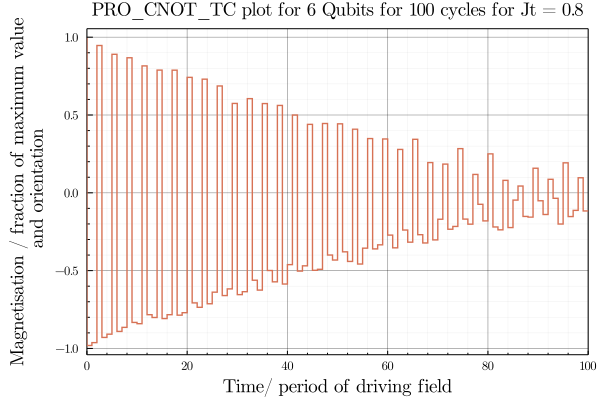 PRO_CNOT_TC plot for 6 Qubits for 100 cycles for Jt = 0.8
Magnetisation / fraction of maximum value
and orientation
1.0
0.5
0.0
−0.5
−1.0
0 20 40 60 80 100
Time/ period of driving field